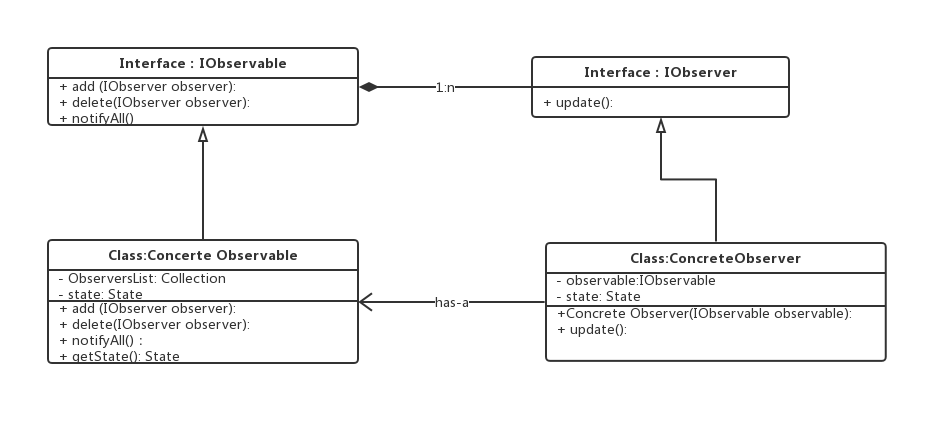 Interface : IObservable
+ add (IObserver observer):
+ delete(IObserver observer):
+ notifyAll()
1:n
Interface : IObserver
+ update():
Class:Concerte Observable
- ObserversList: Collection
- state: State
+ add (IObserver observer):
+ delete(IObserver observer):
+ notifyAll() :
+ getState(): State
has-a
Class:ConcreteObserver
- observable:IObservable
- state: State
+Concrete Observer(IObservable observable):
+ update():